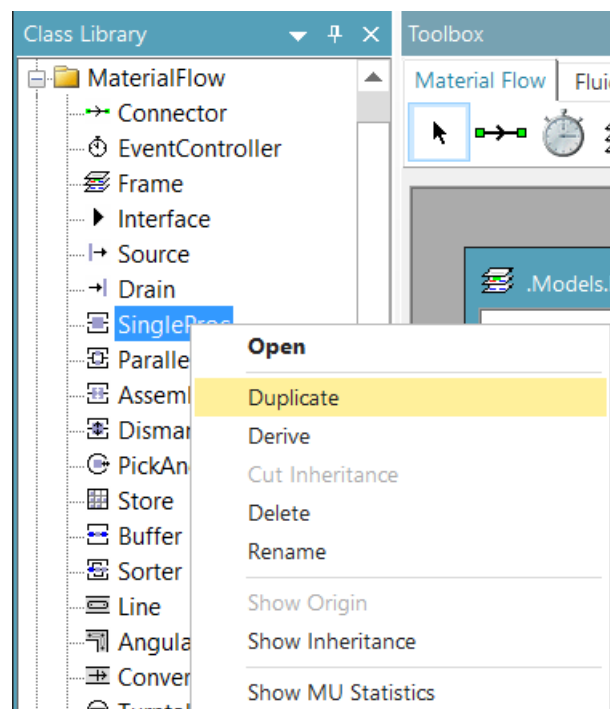 Class Library
Toolbox
MaterialFlow
Material Flow
Connector
EventController
Frame
Interface
Source
.Models.
Drain
Open
Duplicate
Derive
Cut Inheritance
Delete
Store
Rename
Buffer
Sorter
Show Origin
Line
Show Inheritance
Show MU Statistics